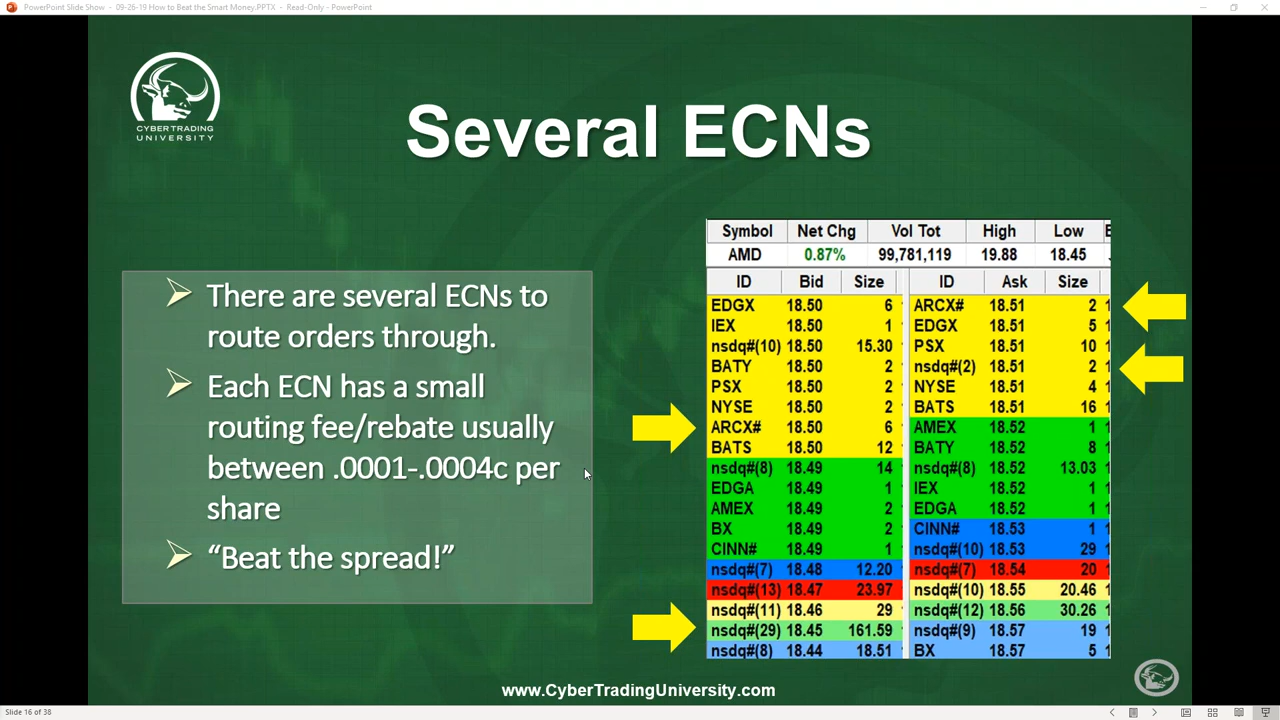 PowerPoint Slide Show - 09-26-19 How to Beat the Smart Money.PPTX - Read-Only - PowerPoint
CYBERTRADING
UNIVERSITY
Several ECNs
There are several ECNs to
route orders through.
Each ECN has a small
routing fee/rebate usually
between .0001-.0004c per
share
“Beat the spread!”
Symbol Net Chg Vol Tot High Low
AMD 0.87% 99,781,119 19.88 18.45
ID Bid Size ID Ask Size
EDGX 18.50 6 ARCX# 18.51 2
IEX 18.50 1 EDGX 18.51 5
nsdq#(10) 18.50 15.30 PSX 18.51 10
BATY 18.50 2 nsdq#(2) 18.51 2
PSX 18.50 2 NYSE 18.51 4
NYSE 18.50 2 BATS 18.51 16
ARCX# 18.50 6 AMEX 18.52 1
BATS 18.50 12 BATY 18.52 8
nsdq#(8) 18.49 14 nsdq#(8) 18.52 13.03
EDGA 18.49 1 IEX 18.52 1
AMEX 18.49 2 EDGA 18.52 1
BX 18.49 2 CINN# 18.53 1
CINN# 18.49 1 nsdq#(10) 18.53 29
nsdq#(7) 18.48 12.20 nsdq#(7) 18.54 20
nsdq#(13) 18.47 23.97 nsdq#(10) 18.55 20.46
nsdq#(11) 18.46 29 nsdq#(12) 18.56 30.26
nsdq#(29) 18.45 161.59 nsdq#(9) 18.57 19
nsdq#(8) 18.44 18.51 BX 18.57 5
www.CyberTradingUniversity.com
Slide 16 of 38